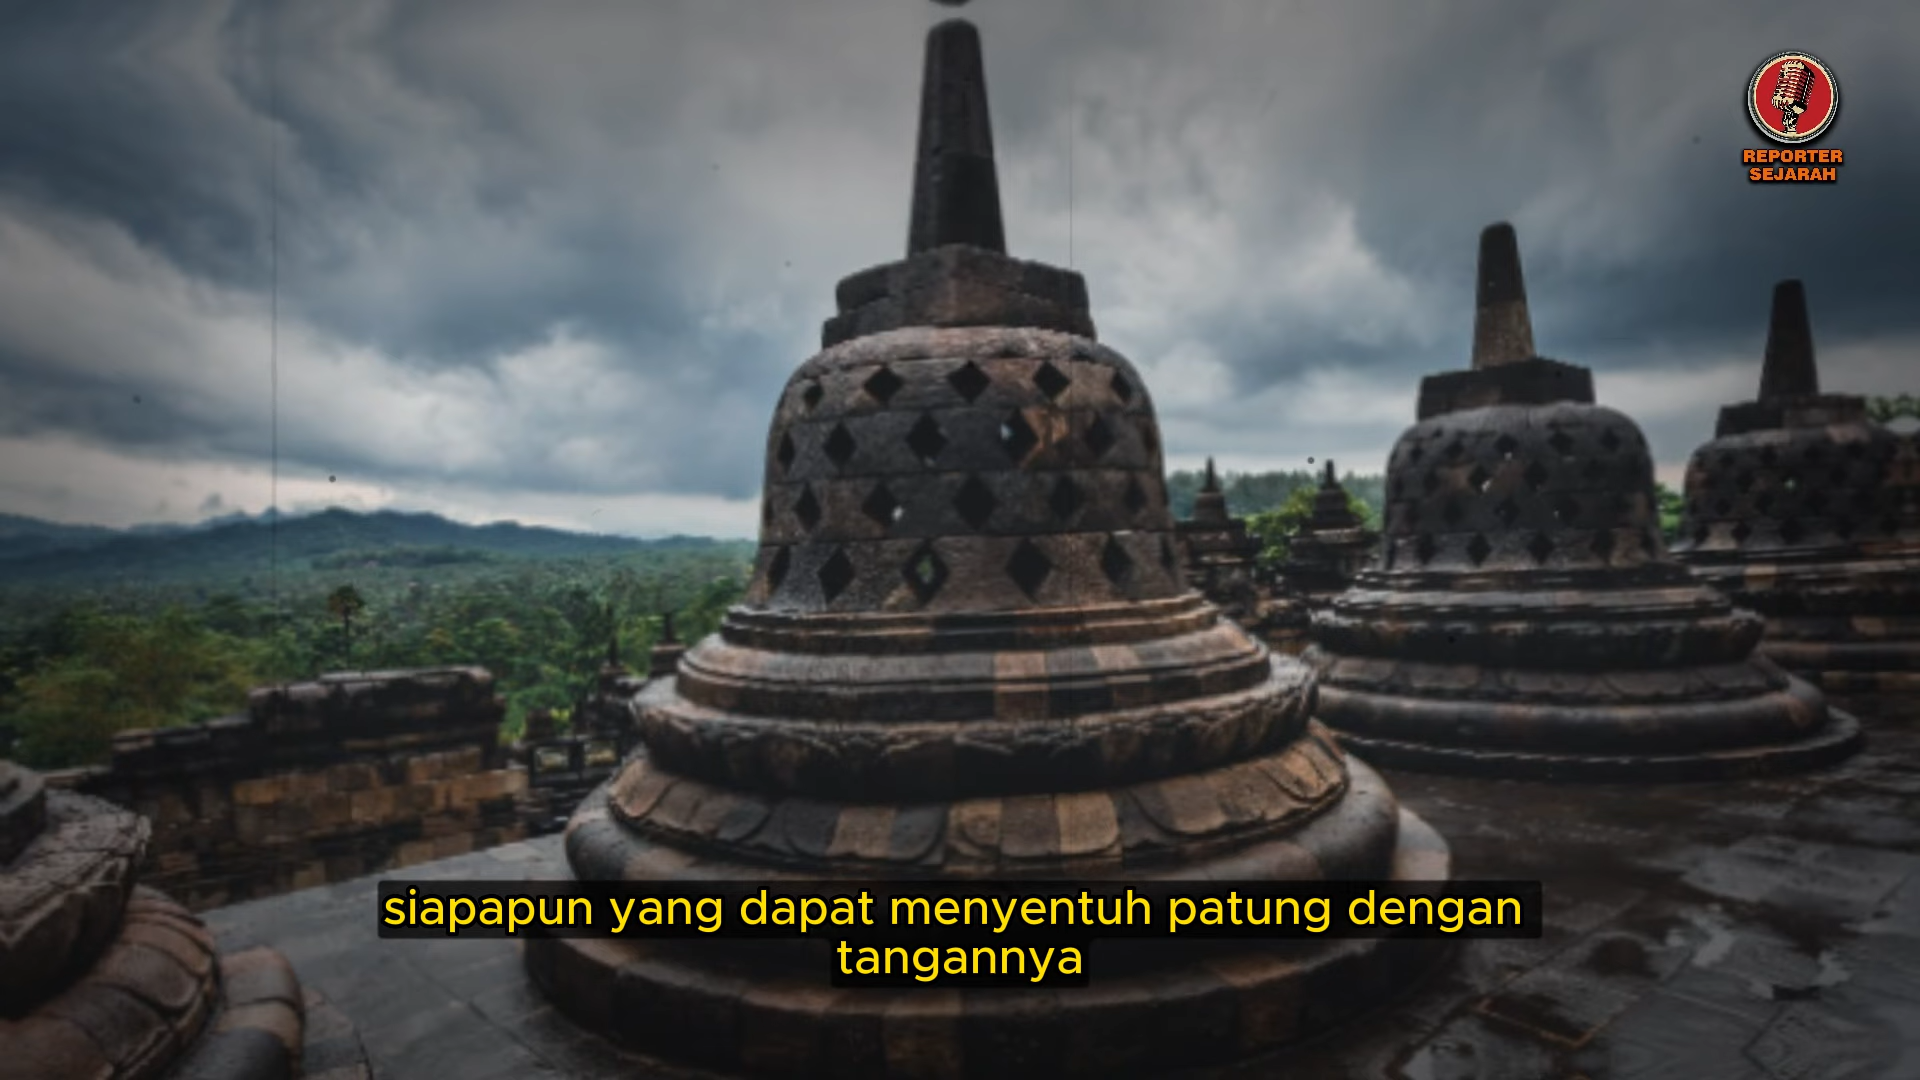 REPORTER
SEJARAH
siapapun yang dapat menyentuh patung dengan
tangannya